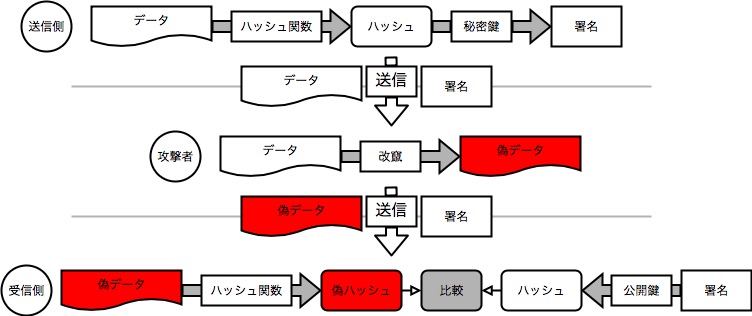 送信側
データ
ハッシュ関数
ハッシュ
秘密鍵
署名
データ
送信
署名
攻撃者
データ
改竄
偽データ
偽データ
送信
署名
受信側
偽データ
ハッシュ関数
偽ハッシュ
比較
ハッシュ
公開鍵
署名